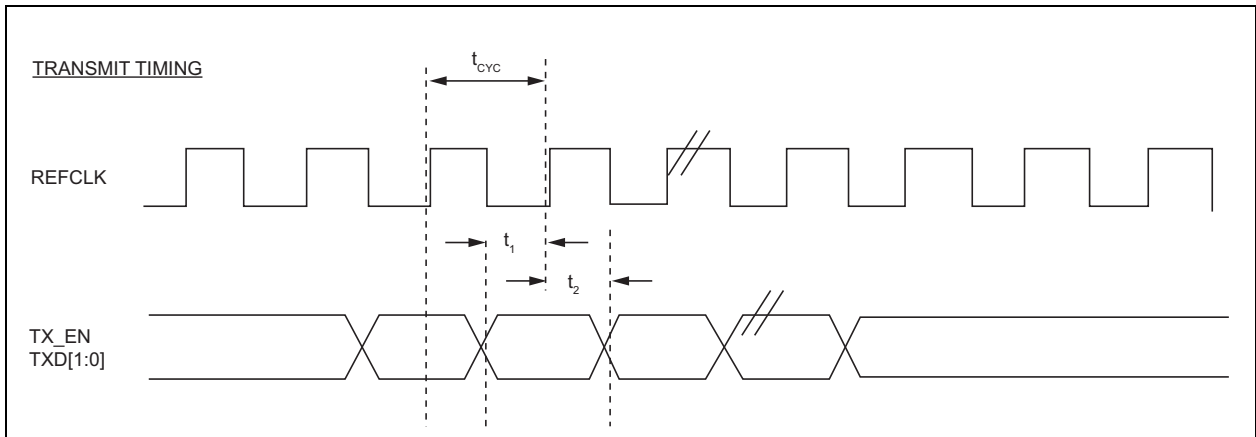 TRANSMIT TIMING
tCYC
REFCLK
t1
t2
TX_EN
TXD[1:0]